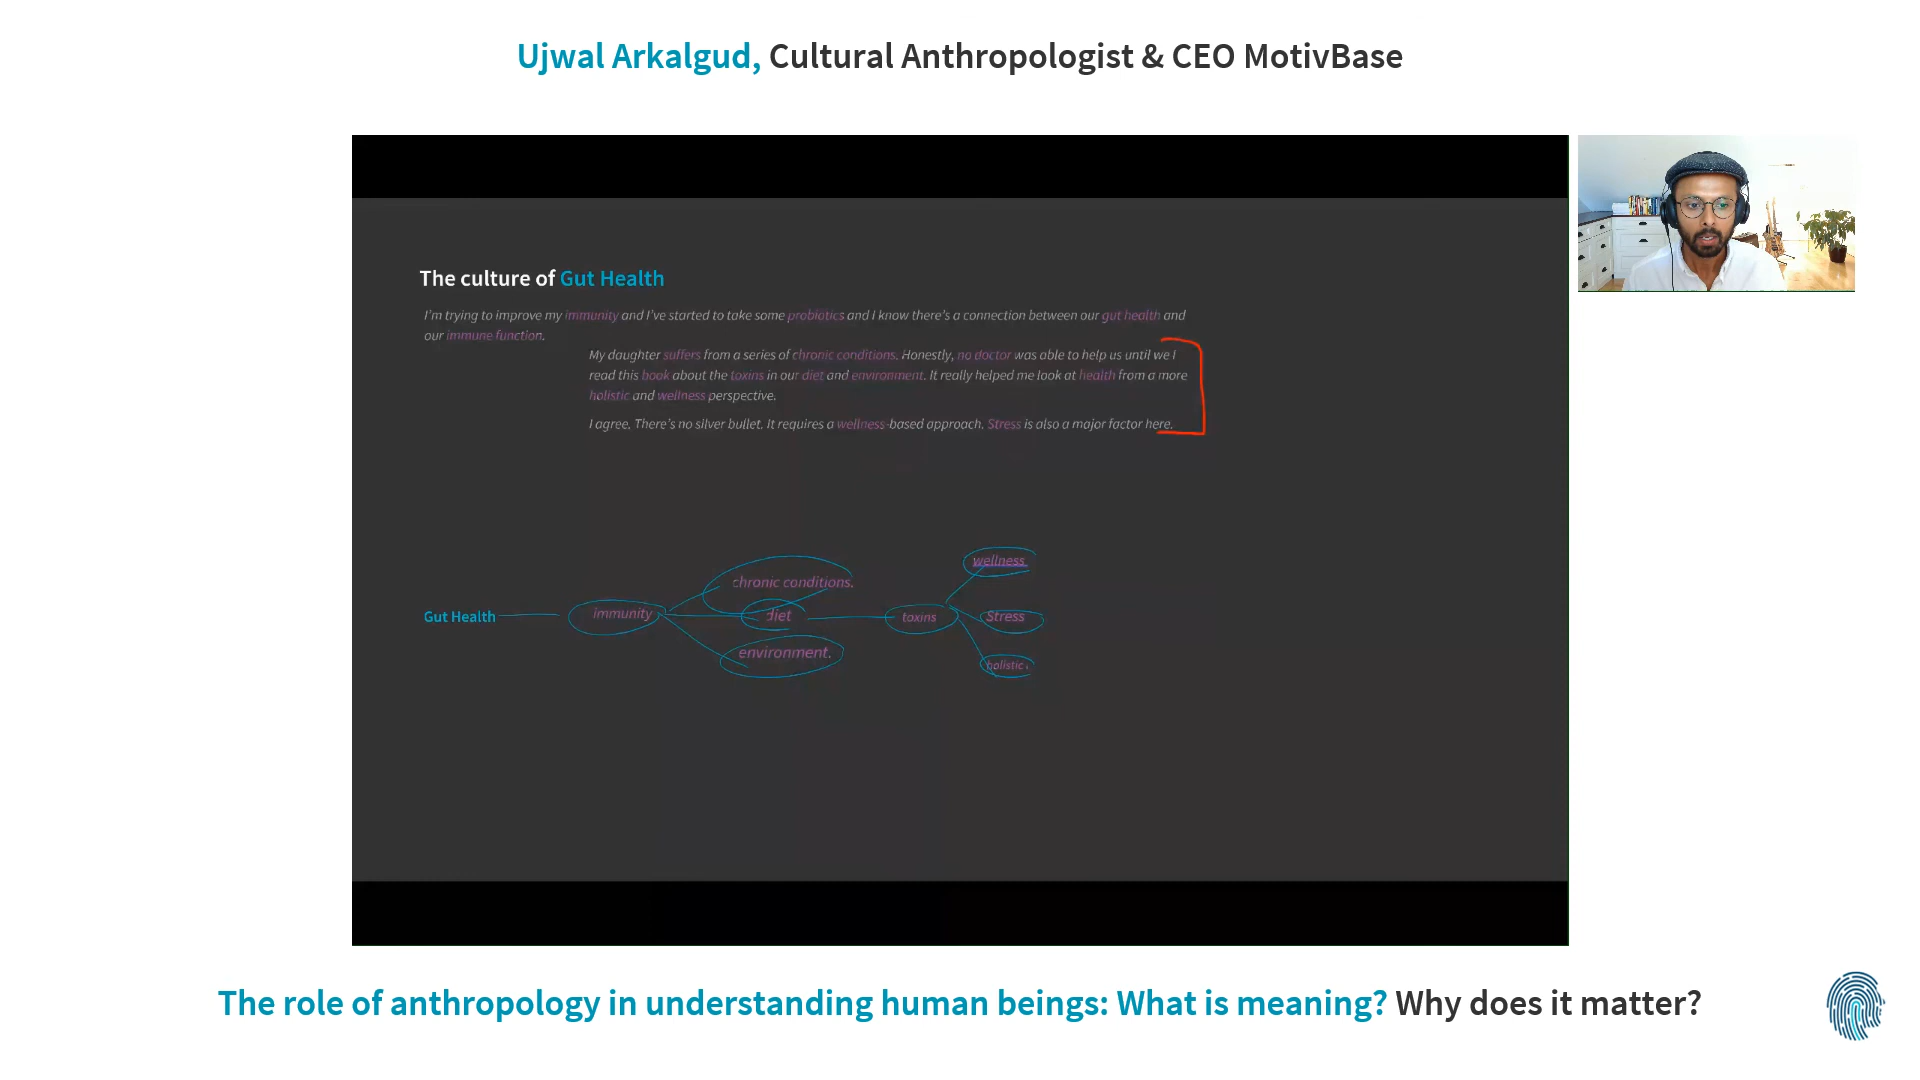 Ujwal Arkalgud, Cultural Anthropologist & CEO MotivBase
The culture of Gut Health
I'm trying to improve my immunity and I've started to take some probiotics and I know there's a connection between our gut health and
our immune function.
My daughter suffers from a series of chronic conditions. Honestly, no doctor was able to help us until we I
read this book about the toxins in our diet and environment. It really helped me look at health from a more
holistic and wellness perspective.
I agree. There's no silver bullet. It requires a wellness-based approach. Stress is also a major factor here.
wellness
chronic conditions.
Gut Health immunity diet toxins Stress
environment.
holistic
The role of anthropology in understanding human beings: What is meaning? Why does it matter?